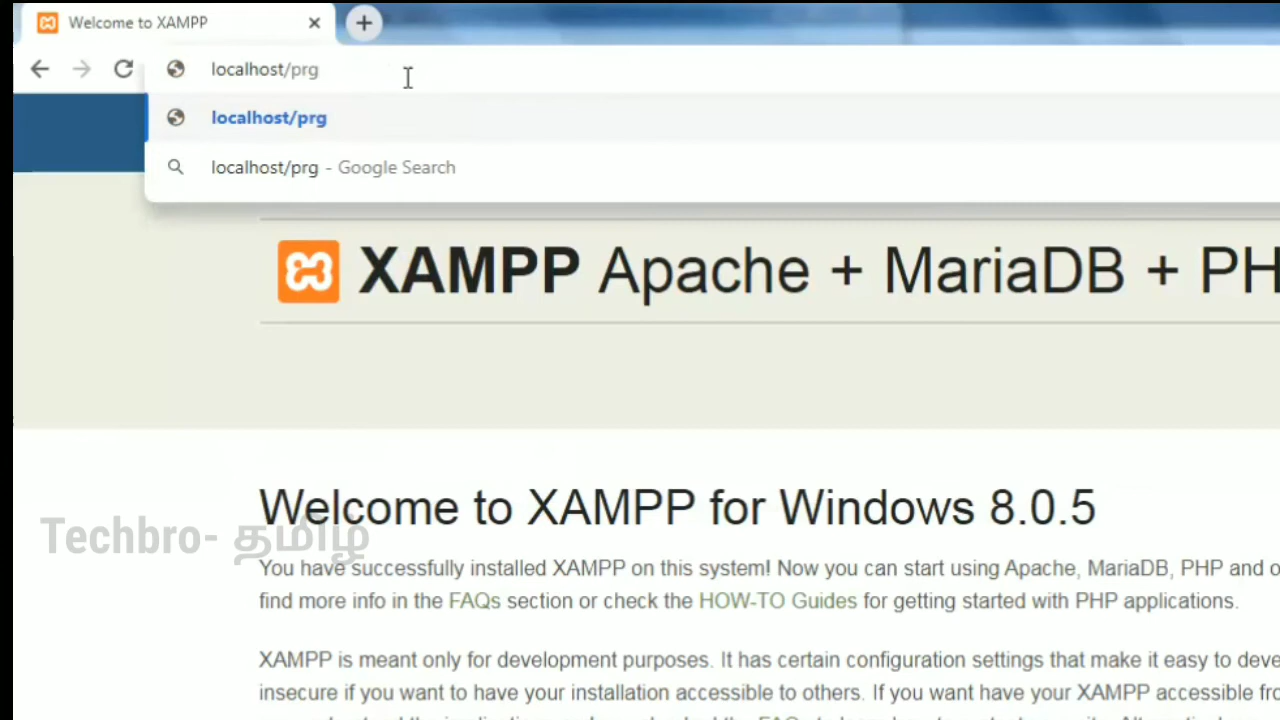 Welcome to XAMPP
localhost/prg
localhost/prg
localhost/prg - Google Search
XAMPP Apache + MariaDB + PH
Welcome to XAMPP for Windows 8.0.5
Techbro- தமிழ்
You have successfully installed XAMPP on this system! Now you can start using Apache, MariaDB, PHP and o
find more info in the FAQs section or check the HOW-TO Guides for getting started with PHP applications.
XAMPP is meant only for development purposes. It has certain configuration settings that make it easy to deve
insecure if you want to have your installation accessible to others. If you want have your XAMPP accessible fro